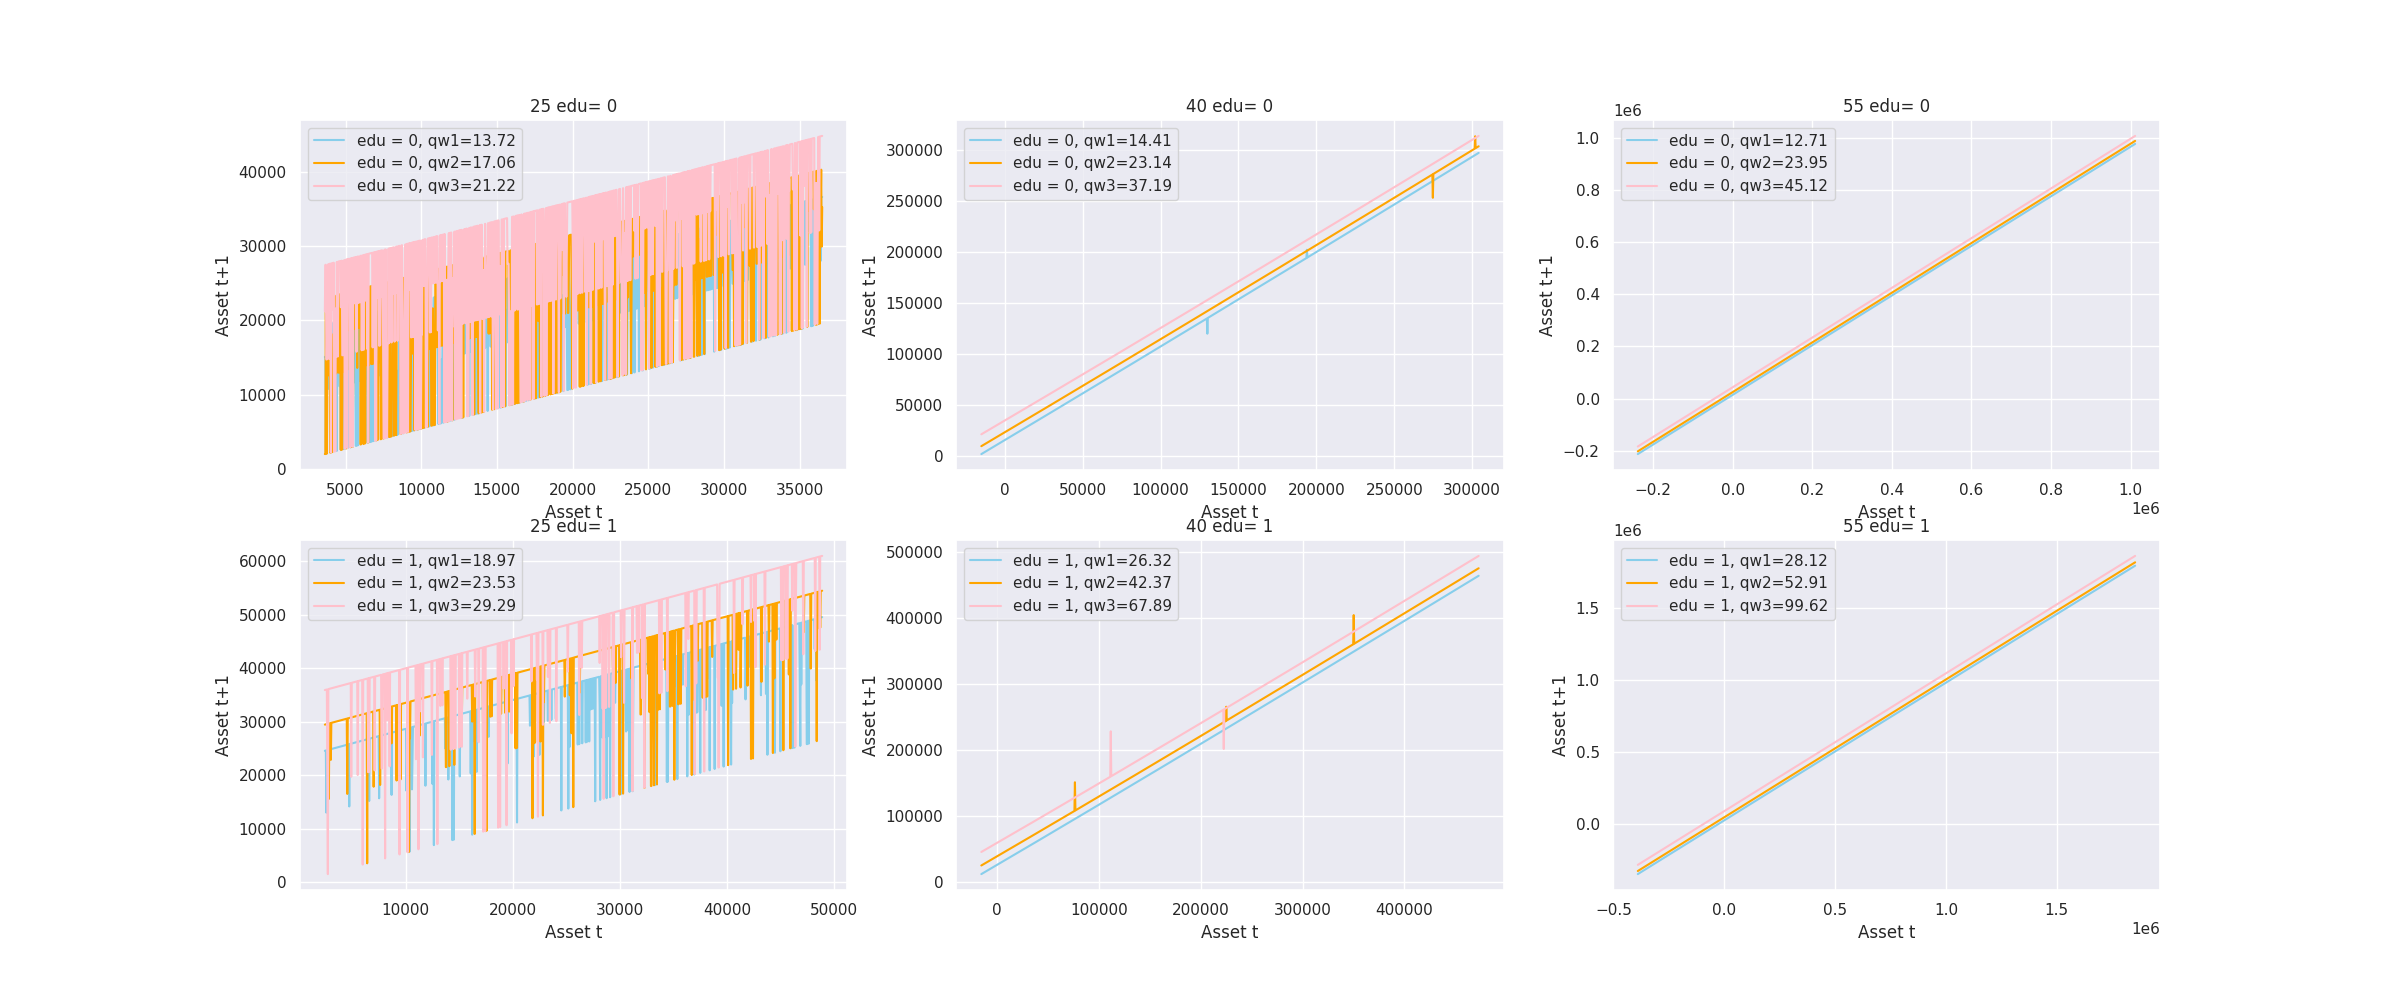 25 edu= 0
edu = 0, qw1=13.72
edu = 0, qw2=17.06
edu = 0, qw3=21.22
Asset t+1
40000
30000
20000
10000
0
5000 10000 15000 20000 25000 30000 35000
Asset t
40 edu= 0
edu = 0, qw1=14.41
edu = 0, qw2=23.14
edu = 0, qw3=37.19
Asset t+1
300000
250000
200000
150000
100000
50000
0
0 50000 100000 150000 200000 250000 300000
Asset t
55 edu= 0
1e6
edu = 0, qw1=12.71
edu = 0, qw2=23.95
edu = 0, qw3=45.12
Asset t+1
1.0
0.8
0.6
0.4
0.2
0.0
−0.2
−0.2 0.0 0.2 0.4 0.6 0.8 1.0
1e6
Asset t
25 edu= 1
edu = 1, qw1=18.97
edu = 1, qw2=23.53
edu = 1, qw3=29.29
Asset t+1
60000
50000
40000
30000
20000
10000
0
10000 20000 30000 40000 50000
Asset t
40 edu= 1
edu = 1, qw1=26.32
edu = 1, qw2=42.37
edu = 1, qw3=67.89
Asset t+1
500000
400000
300000
200000
100000
0
0 100000 200000 300000 400000
Asset t
55 edu= 1
1e6
edu = 1, qw1=28.12
edu = 1, qw2=52.91
edu = 1, qw3=99.62
Asset t+1
1.5
1.0
0.5
0.0
−0.5 0.0 0.5 1.0 1.5
1e6
Asset t